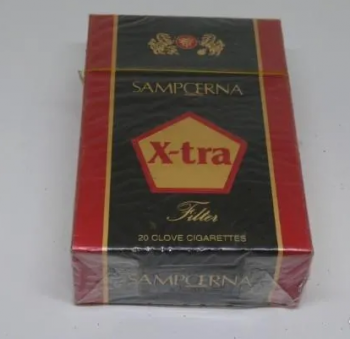 SAMPOERNA
X-tra
Filter
20 CLOVE CIGARETTES
SAMPOERNA